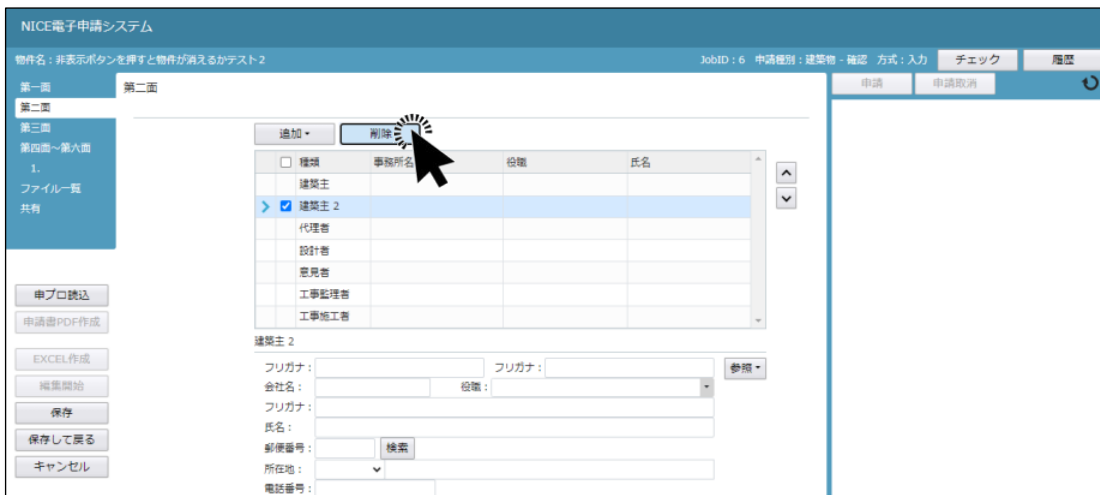 NICE電子申請システム
物件名：非表示ボタンを押すと物件が消えるかテスト2 JobID：6 申請種別：建築物 - 確認 方式：入力 チェック 履歴
第一面
第二面
第三面
第四面～第六面
1.
ファイル一覧
共有
申プロ読込
申請書PDF作成
EXCEL作成
編集開始
保存
保存して戻る
キャンセル
第二面
追加 削除
種類 事務所名 役職 氏名
建築主
建築主 2
代理者
設計者
意見者
工事監理者
工事施工者
建築主 2
フリガナ： フリガナ： 参照
会社名： 役職：
フリガナ：
氏名：
郵便番号： 検索
所在地：
電話番号：
申請 申請取消